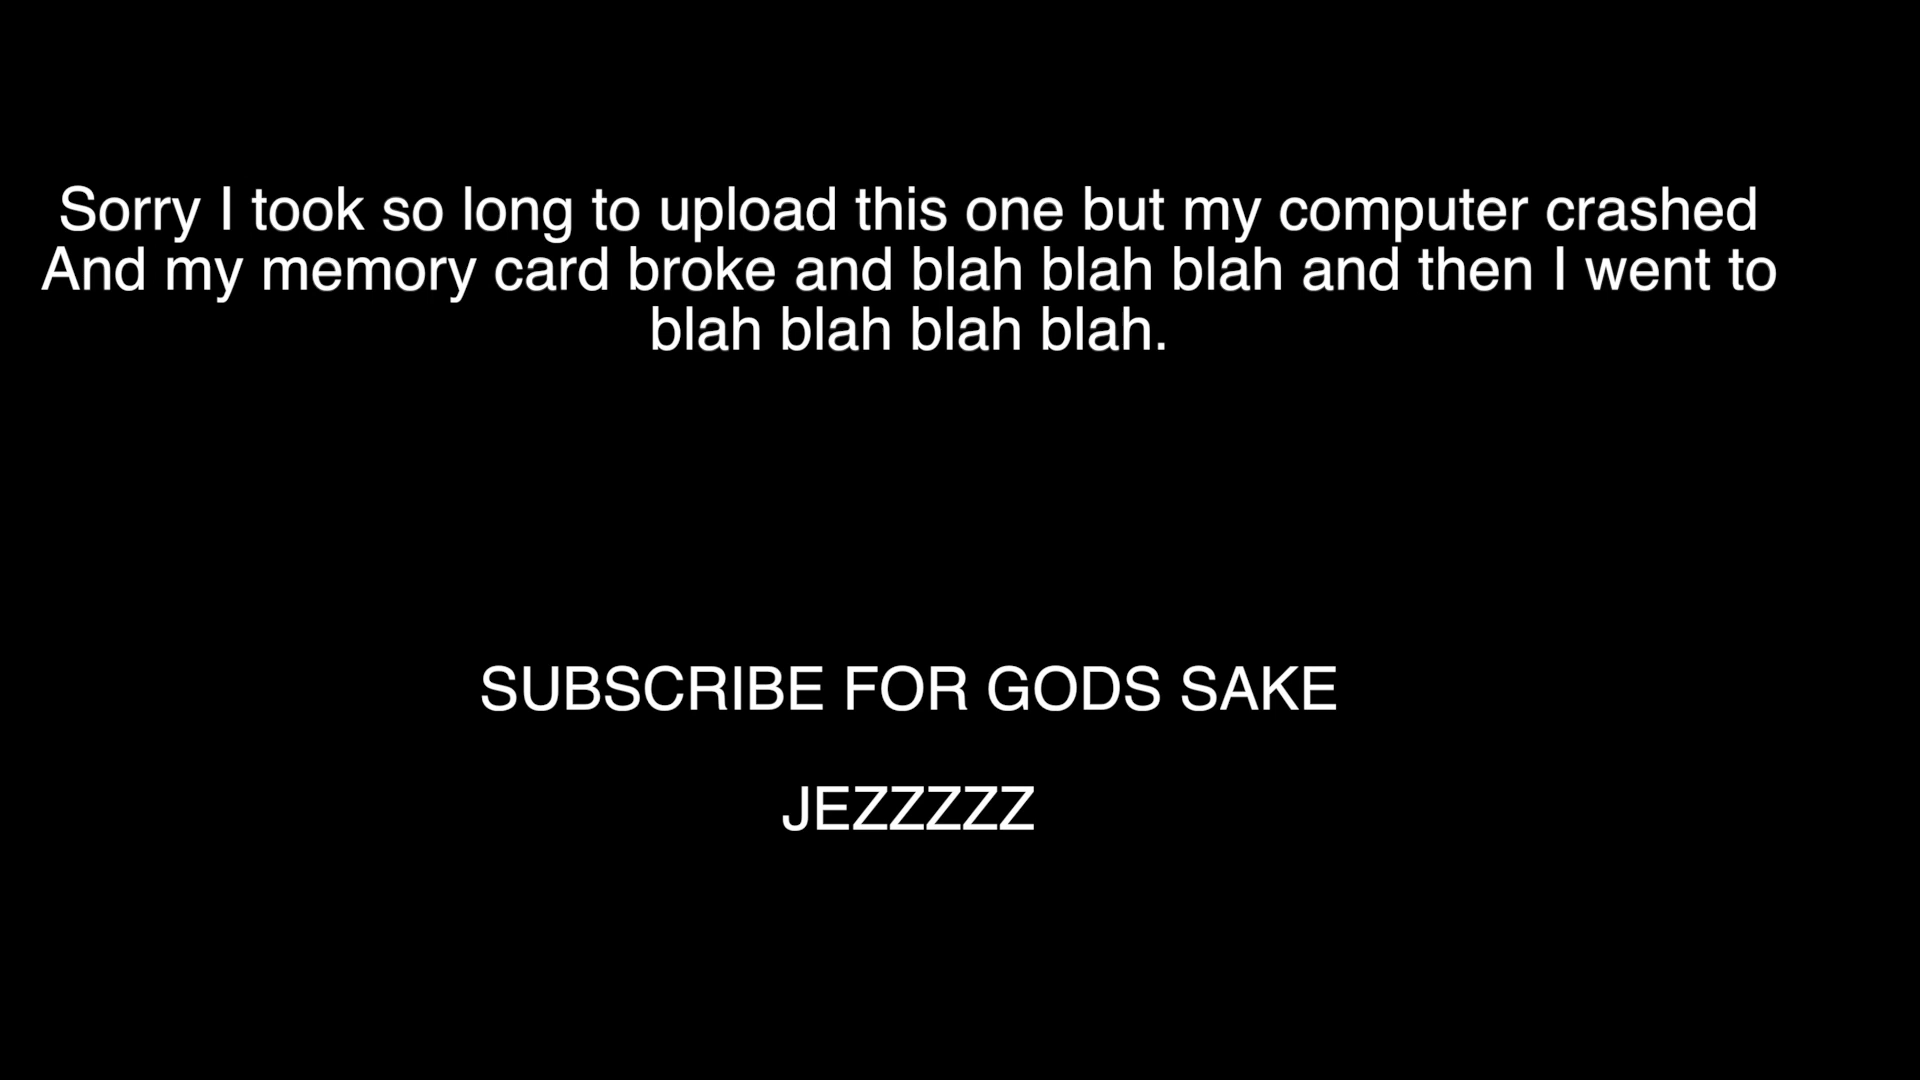 Sorry I took so long to upload this one but my computer crashed
And my memory card broke and blah blah blah and then I went to
blah blah blah blah.
SUBSCRIBE FOR GODS SAKE
JEZZZZZ